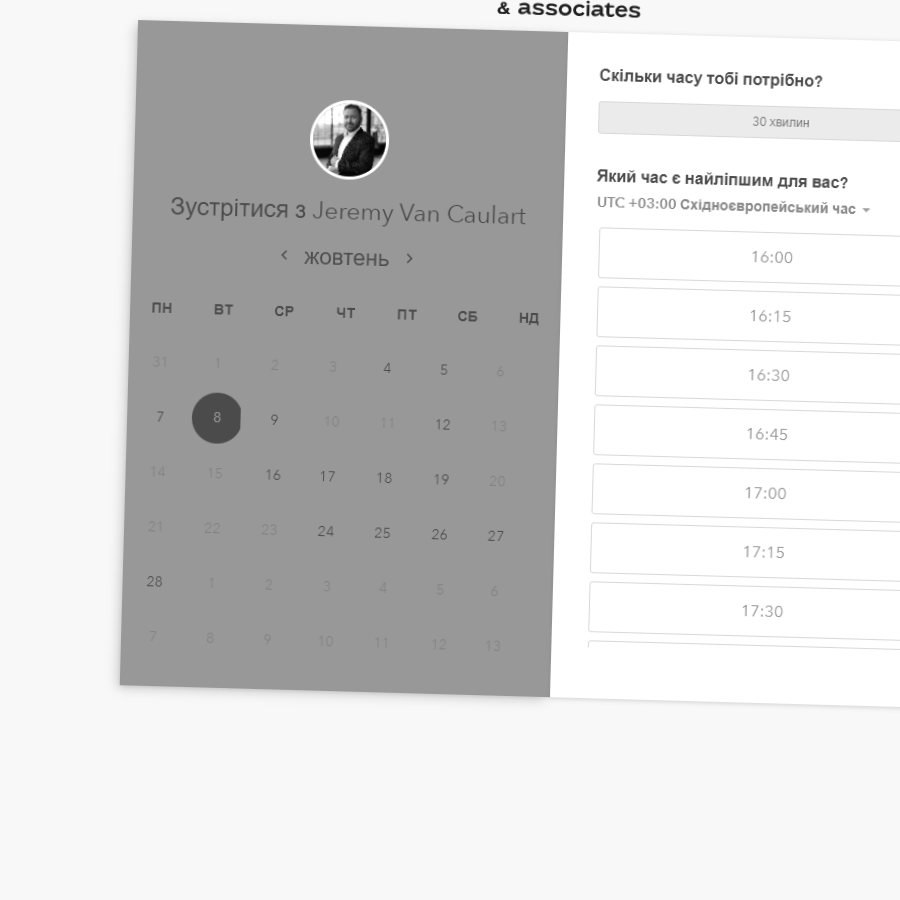 & associates
Зустрітися з Jeremy Van Caulart
жовтень
ПН ВТ СР ЧТ ПТ СБ НД
31 1 2 3 4 5 6
7 8 9 10 11 12 13
14 15 16 17 18 19 20
21 22 23 24 25 26 27
28 1 2 3 4 5 6
7 8 9 10 11 12 13
Скільки часу тобі потрібно?
30 хвилин
Який час є найліпшим для вас?
UTC +03:00 Східноєвропейський час
16:00
16:15
16:30
16:45
17:00
17:15
17:30